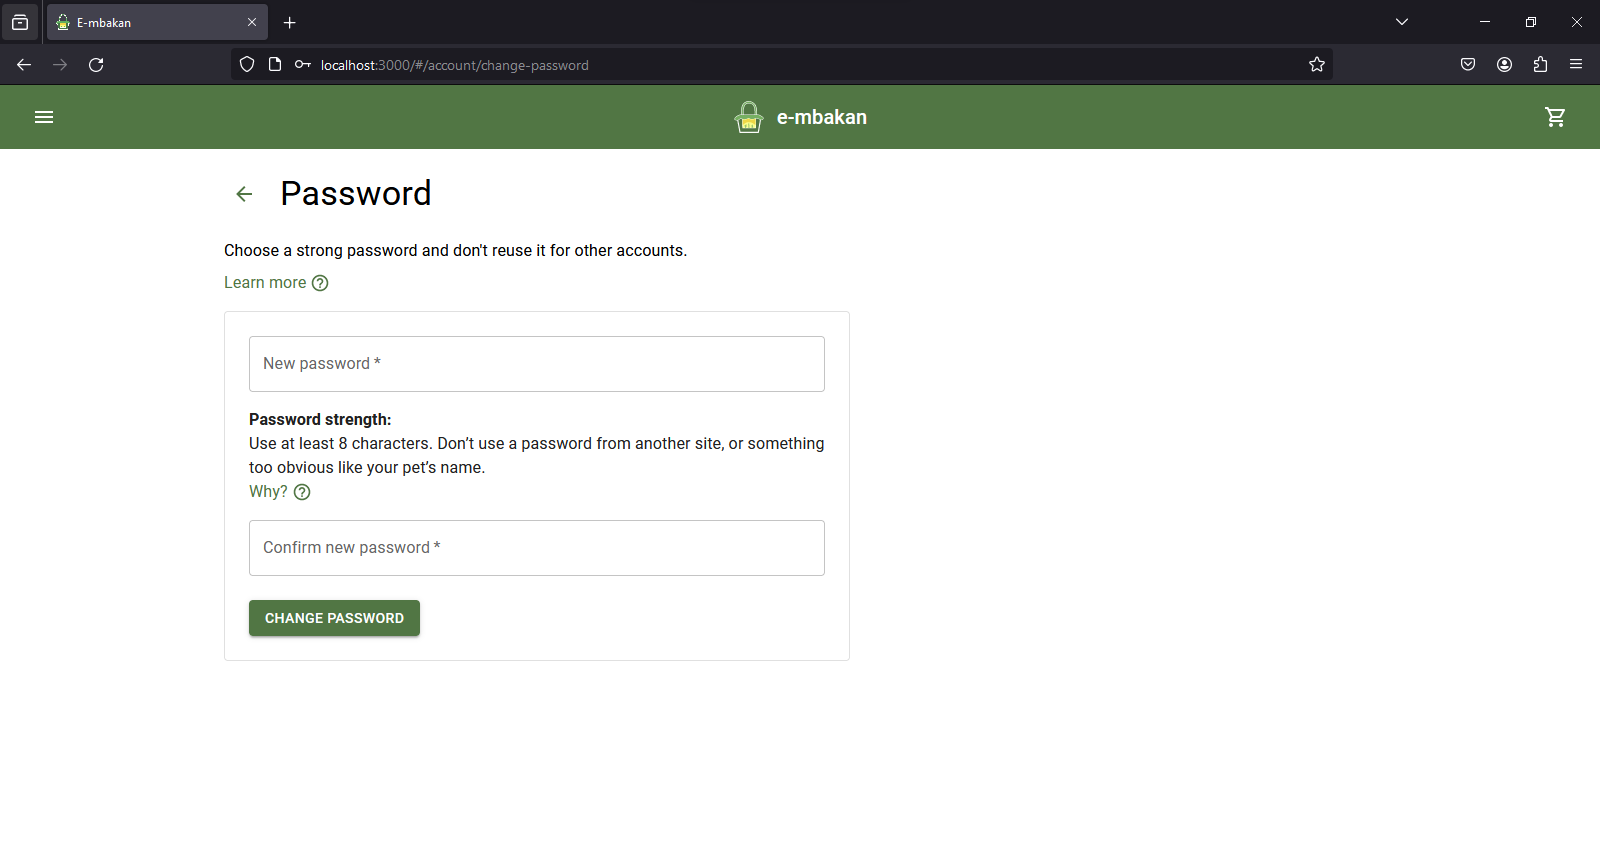 E-mbakan
localhost:3000/#/account/change-password
e-mbakan
Password
Choose a strong password and don't reuse it for other accounts.
Learn more
New password *
Password strength:
Use at least 8 characters. Don’t use a password from another site, or something
too obvious like your pet’s name.
Why?
Confirm new password *
CHANGE PASSWORD